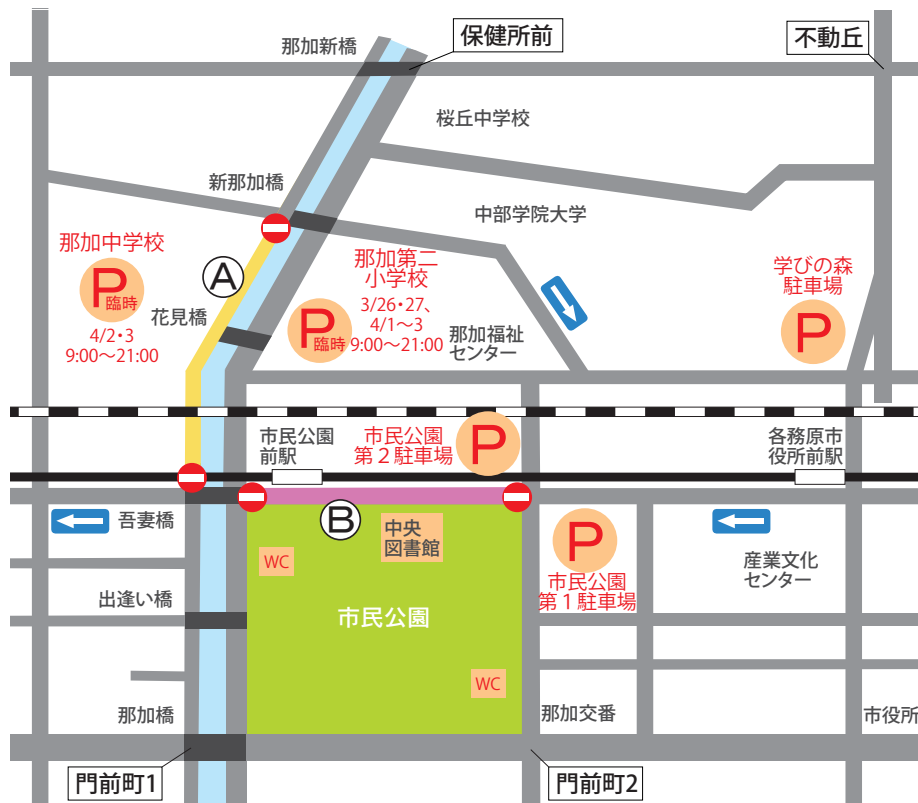 那加新橋
保健所前
不動丘
桜丘中学校
新那加橋
中部学院大学
那加中学校
P
臨時
4/2・3
9:00〜21:00
A
花見橋
那加第二
小学校
3/26・27、
4/1〜3
9:00〜21:00
P
臨時
那加福祉
センター
学びの森
駐車場
P
市民公園
前駅
市民公園
第2駐車場
P
各務原市
役所前駅
吾妻橋
B
中央
図書館
WC
P
市民公園
第1駐車場
産業文化
センター
出逢い橋
市民公園
WC
那加橋
那加交番
市役所
門前町1
門前町2